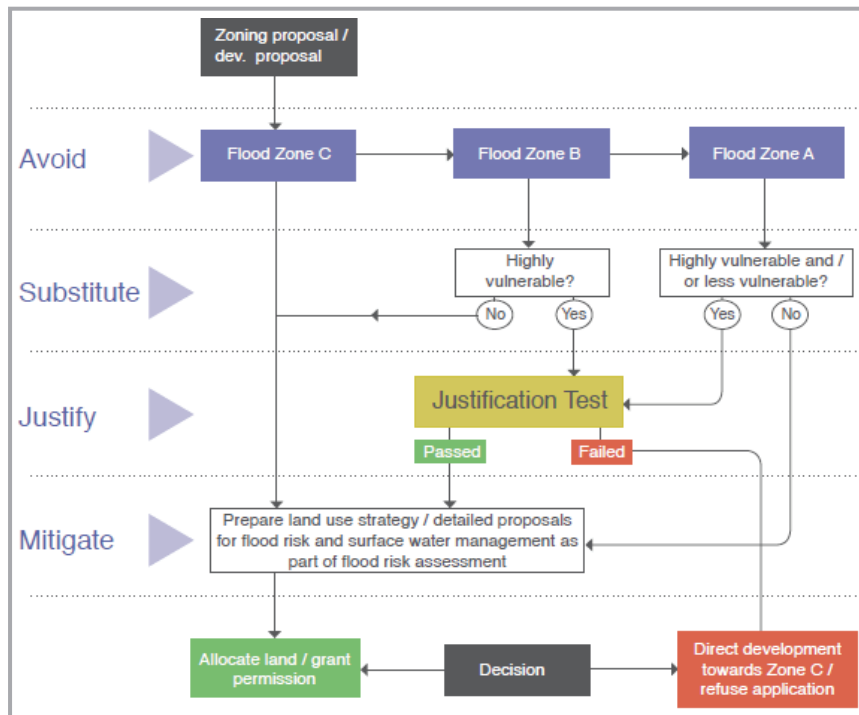 Zoning proposal /
dev. proposal
Avoid
Flood Zone C
Flood Zone B
Flood Zone A
Substitute
Highly
vulnerable?
No
Yes
Highly vulnerable and /
or less vulnerable?
Yes
No
Justify
Justification Test
Passed
Failed
Mitigate
Prepare land use strategy / detailed proposals
for flood risk and surface water management as
part of flood risk assessment
Allocate land / grant
permission
Decision
Direct development
towards Zone C /
refuse application